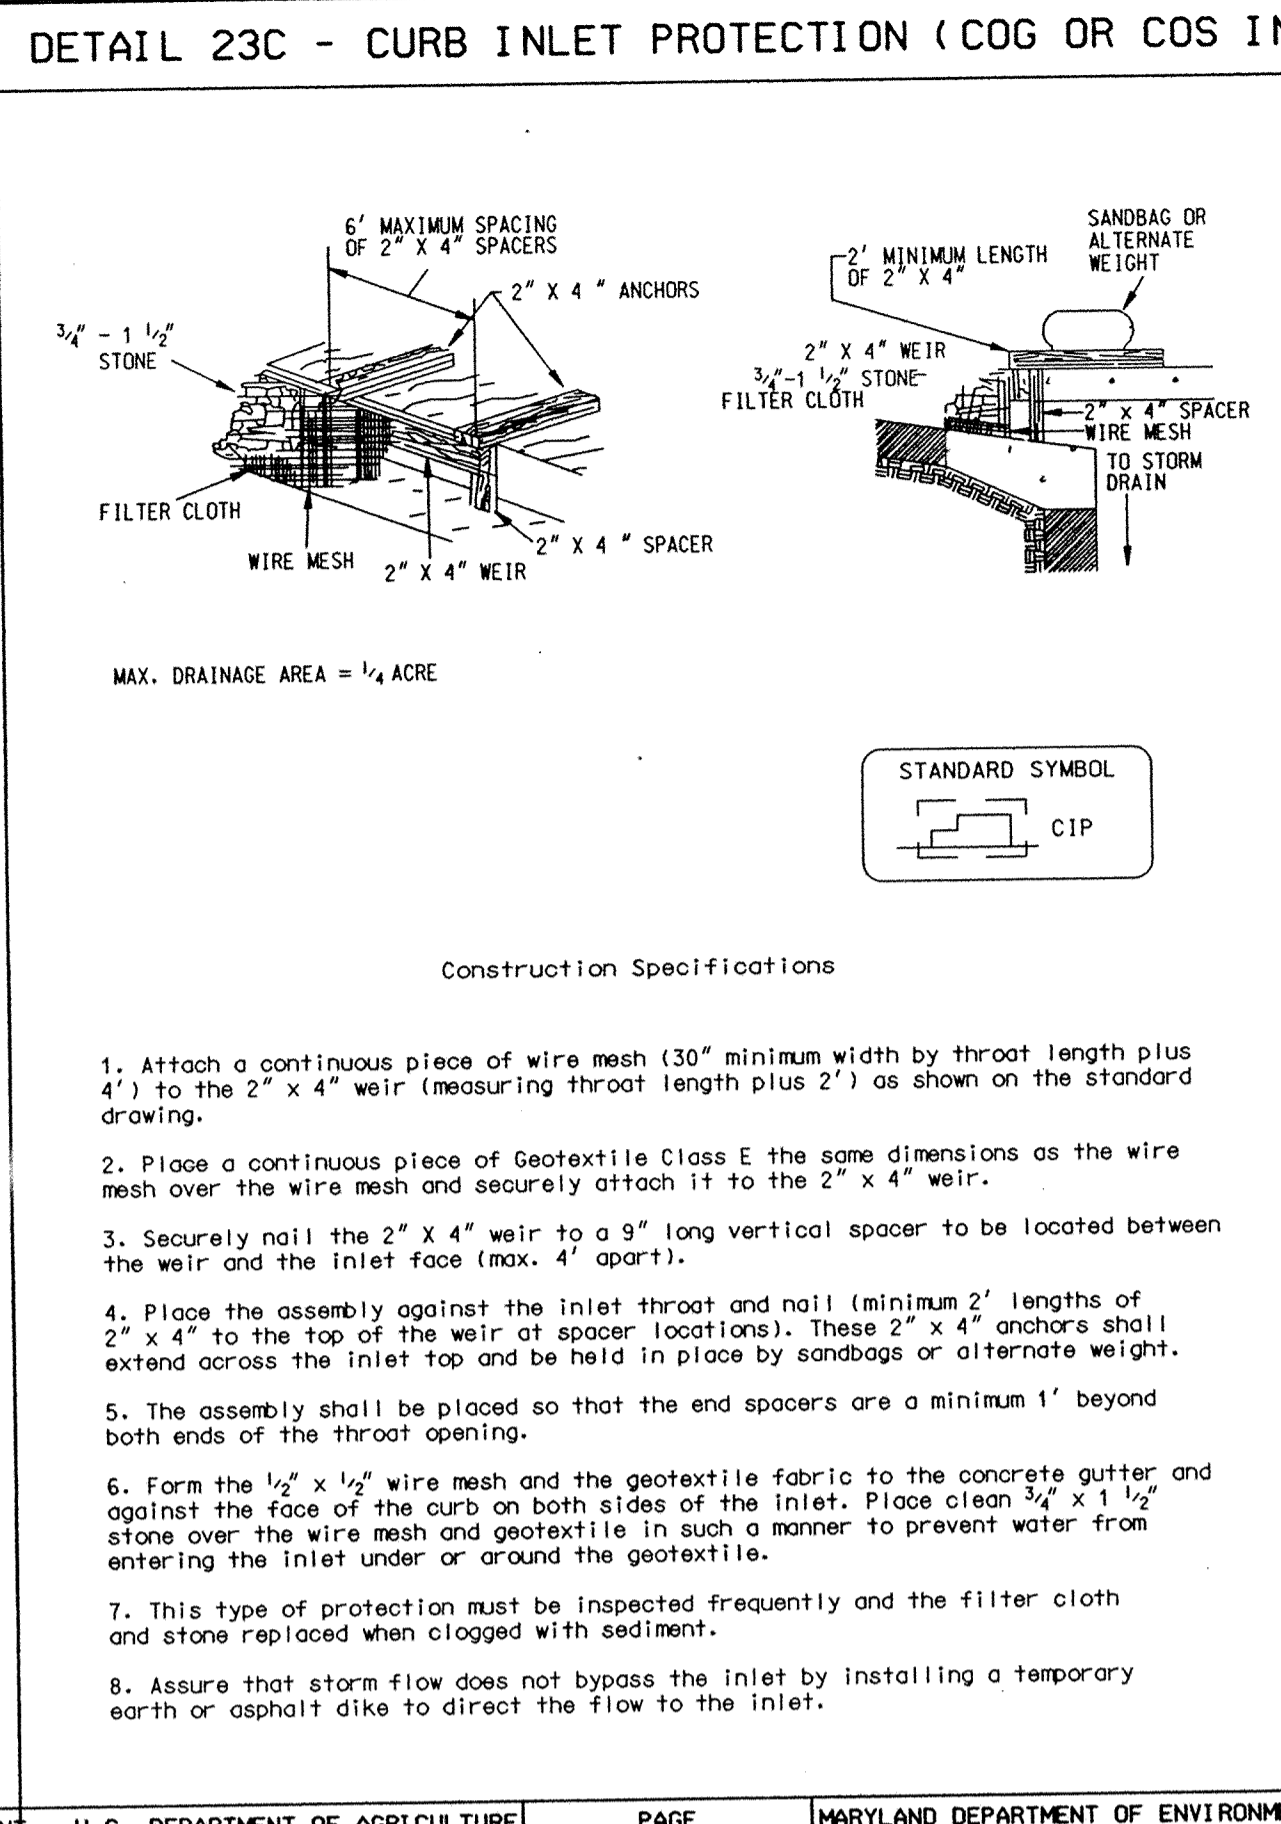 DETAIL 23C - CURB INLET PROTECTION (COG OR COS
6' MAXIMUM SPACING
OF 2" X 4" SPACERS
2" X 4 " ANCHORS
3/4" - 1 1/2"
STONE
FILTER CLOTH
WIRE MESH
2" X 4" WEIR
2" X 4 " SPACER
SANDBAG OR
ALTERNATE
WEIGHT
2' MINIMUM LENGTH
OF 2" X 4"
2" X 4" WEIR
3/4"-1 1/2" STONE
FILTER CLOTH
2" x 4" SPACER
WIRE MESH
TO STORM
DRAIN
MAX. DRAINAGE AREA = 1/4 ACRE
STANDARD SYMBOL
CIP
Construction Specifications
1. Attach a continuous piece of wire mesh (30" minimum width by throat length plus
4') to the 2" x 4" weir (measuring throat length plus 2') as shown on the standard
drawing.
2. Place a continuous piece of Geotextile Class E the same dimensions as the wire
mesh over the wire mesh and securely attach it to the 2" x 4" weir.
3. Securely nail the 2" X 4" weir to a 9" long vertical spacer to be located between
the weir and the inlet face (max. 4' apart).
4. Place the assembly against the inlet throat and nail (minimum 2' lengths of
2" x 4" to the top of the weir at spacer locations). These 2" x 4" anchors shall
extend across the inlet top and be held in place by sandbags or alternate weight.
5. The assembly shall be placed so that the end spacers are a minimum 1' beyond
both ends of the throat opening.
6. Form the 1/2" x 1/2" wire mesh and the geotextile fabric to the concrete gutter and
against the face of the curb on both sides of the inlet. Place clean 3/4" x 1 1/2"
stone over the wire mesh and geotextile in such a manner to prevent water from
entering the inlet under or around the geotextile.
7. This type of protection must be inspected frequently and the filter cloth
and stone replaced when clogged with sediment.
8. Assure that storm flow does not bypass the inlet by installing a temporary
earth or asphalt dike to direct the flow to the inlet.
U.S. DEPARTMENT OF AGRICULTURE
PAGE
MARYLAND DEPARTMENT OF